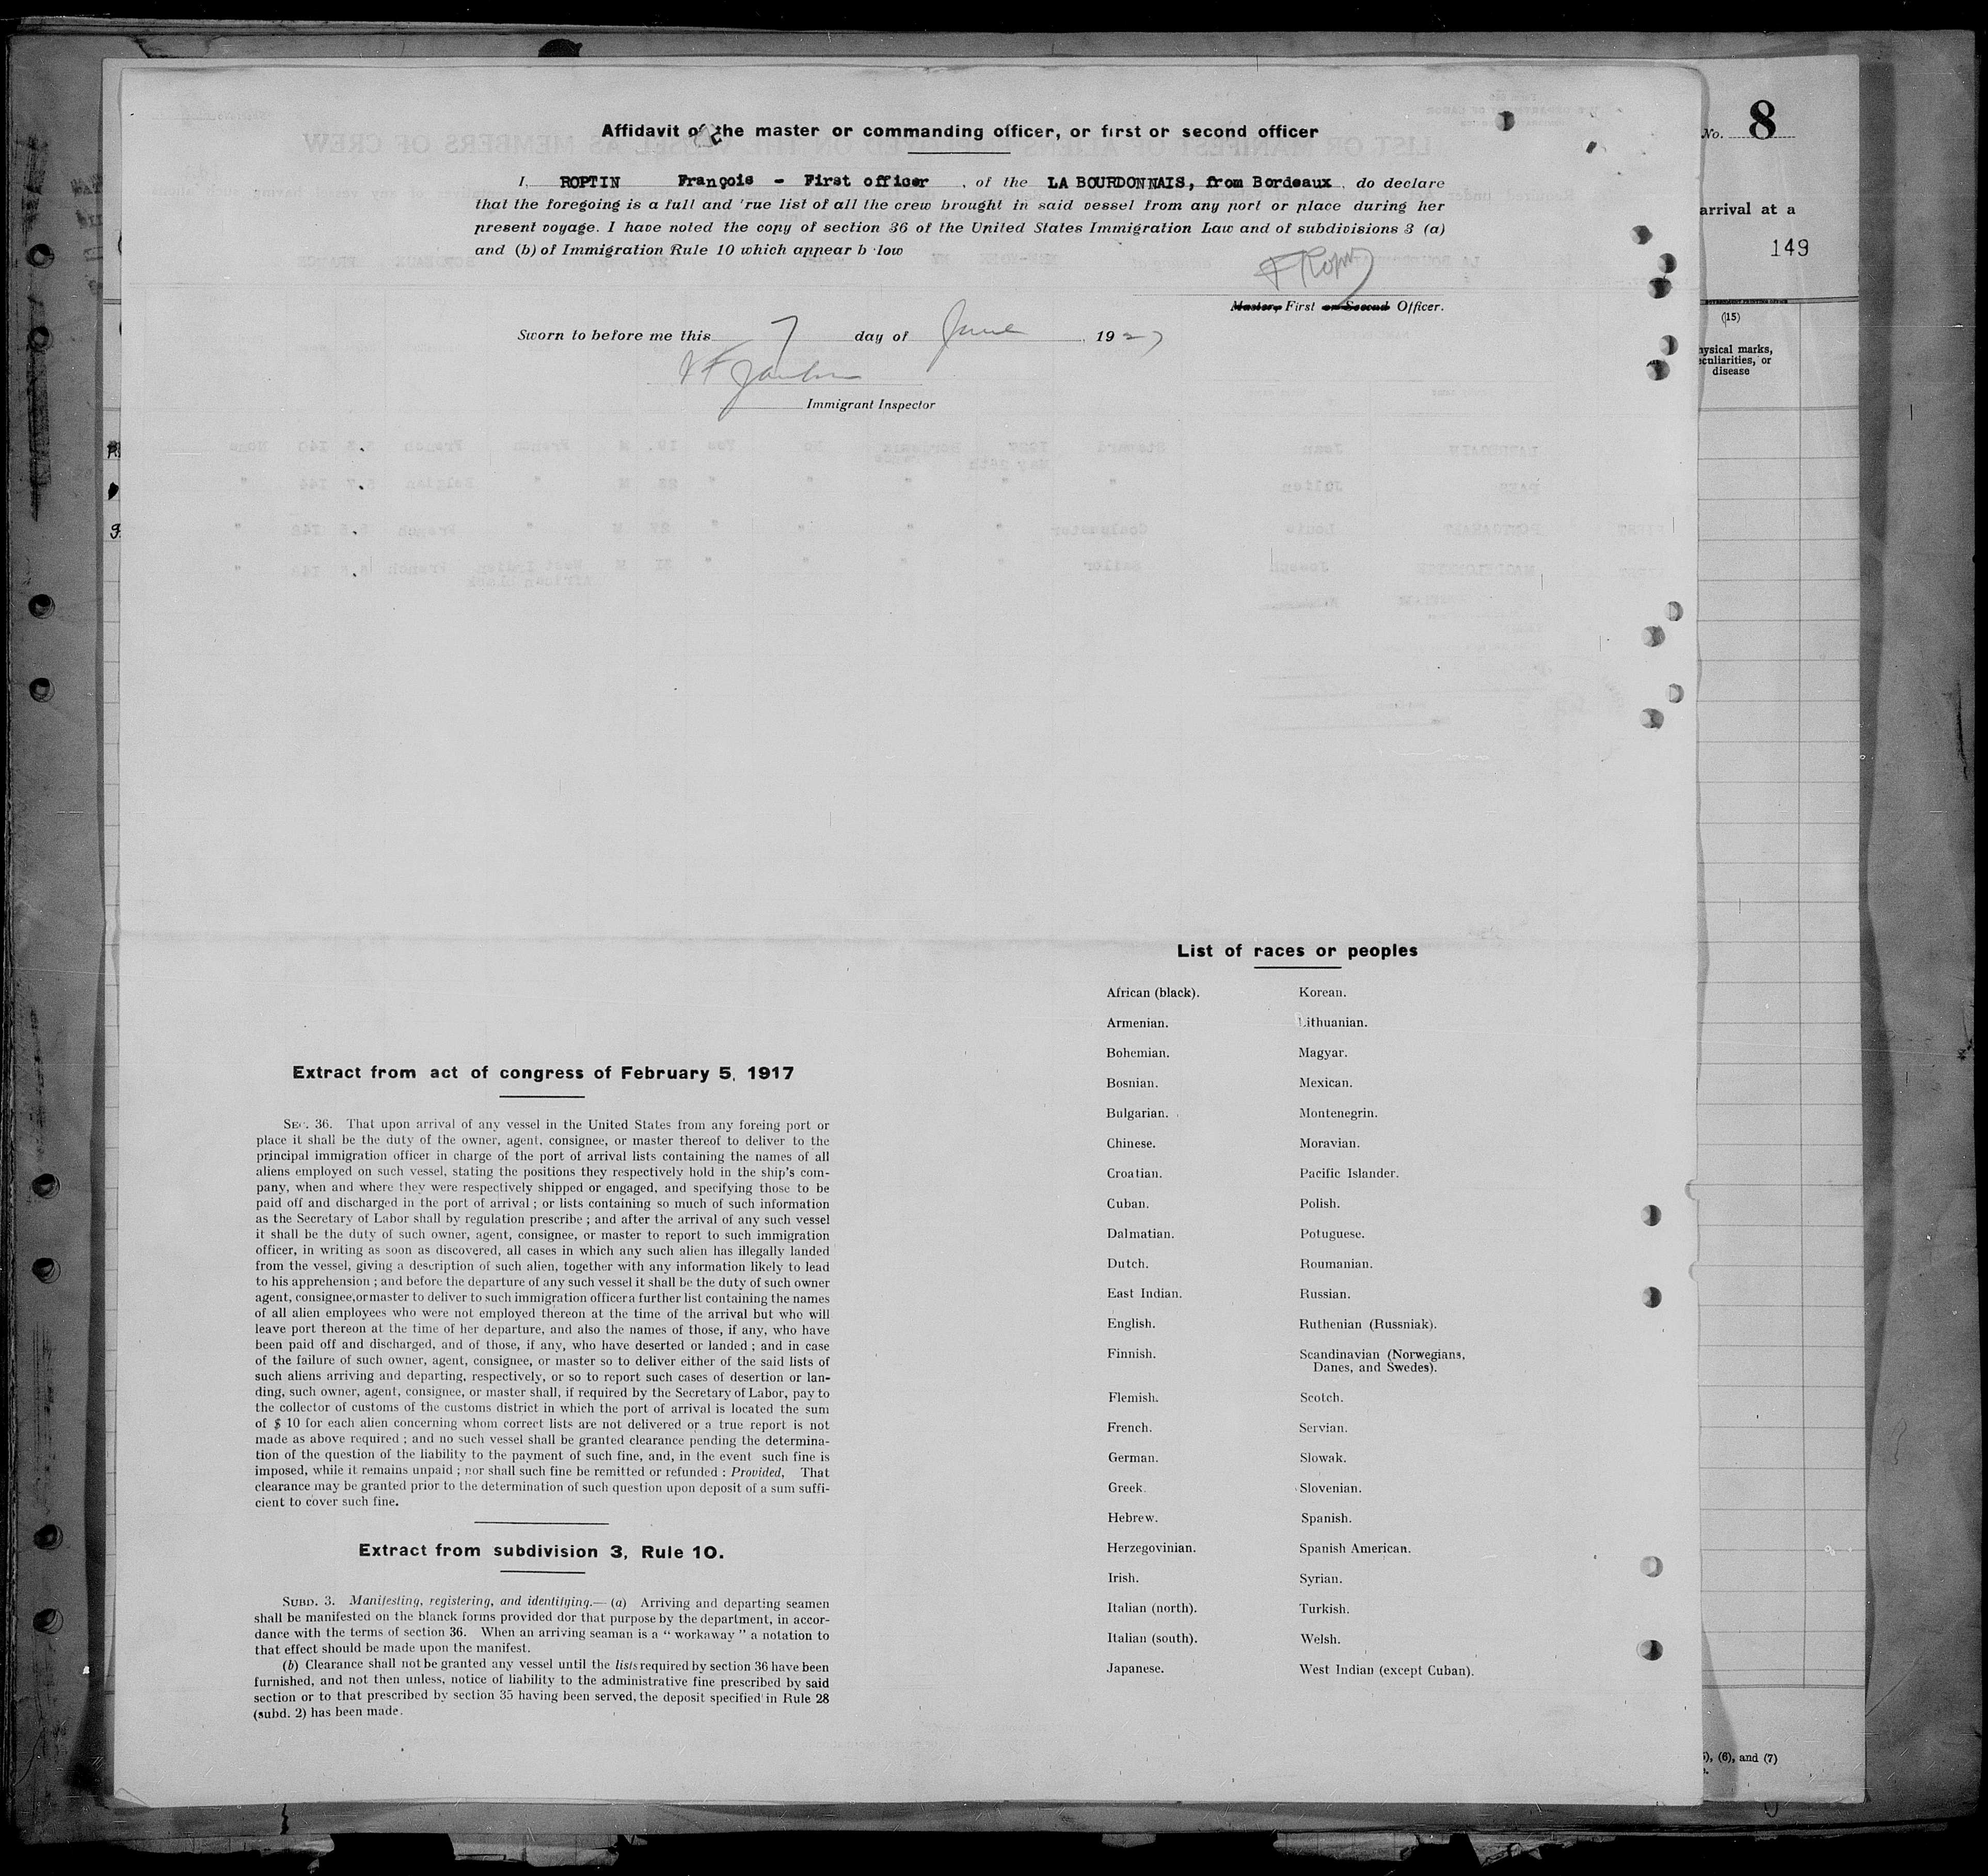 Affidavit of the master or commanding officer, or first or second officer
I, ROPTIN François - First officer, of the LA BOURDONNAIS, from Bordeaux, do declare
that the foregoing is a full and 'rue list of all the crew brought in said vessel from any port or place during her
present voyage. I have noted the copy of section 36 of the United States Immigration Law and of subdivisions 3 (a)
and (b) of Immigration Rule 10 which appear b low
Master, First or Second Officer.
Sworn to before me this 7 day of June, 1927
Immigrant Inspector
No. 8
arrival at a
149
(15)
hysical marks,
eculiarities, or
disease
Extract from act of congress of February 5, 1917
SEC. 36. That upon arrival of any vessel in the United States from any foreing port or
place it shall be the duty of the owner, agent, consignee, or master thereof to deliver to the
principal immigration officer in charge of the port of arrival lists containing the names of all
aliens employed on such vessel, stating the positions they respectively hold in the ship's com-
pany, when and where they were respectively shipped or engaged, and specifying those to be
paid off and discharged in the port of arrival ; or lists containing so much of such information
as the Secretary of Labor shall by regulation prescribe ; and after the arrival of any such vessel
it shall be the duty of such owner, agent, consignee, or master to report to such immigration
officer, in writing as soon as discovered, all cases in which any such alien has illegally landed
from the vessel, giving a description of such alien, together with any information likely to lead
to his apprehension ; and before the departure of any such vessel it shall be the duty of such owner
agent, consignee,ormaster to deliver to such immigration officera further list containing the names
of all alien employees who were not employed thereon at the time of the arrival but who will
leave port thereon at the time of her departure, and also the names of those, if any, who have
been paid off and discharged, and of those, if any, who have deserted or landed ; and in case
of the failure of such owner, agent, consignee, or master so to deliver either of the said lists of
such aliens arriving and departing, respectively, or so to report such cases of desertion or lan-
ding, such owner, agent, consignee, or master shall, if required by the Secretary of Labor, pay to
the collector of customs of the customs district in which the port of arrival is located the sum
of $ 10 for each alien concerning whom correct lists are not delivered or a true report is not
made as above required ; and no such vessel shall be granted clearance pending the determina-
tion of the question of the liability to the payment of such fine, and, in the event such fine is
imposed, while it remains unpaid ; nor shall such fine be remitted or refunded : Provided, That
clearance may be granted prior to the determination of such question upon deposit of a sum suffi-
cient to cover such fine.
Extract from subdivision 3, Rule 10.
SUBD. 3. Manifesting, registering, and identifying.— (a) Arriving and departing seamen
shall be manifested on the blanck forms provided dor that purpose by the department, in accor-
dance with the terms of section 36. When an arriving seaman is a “ workaway ” a notation to
that effect should be made upon the manifest.
(b) Clearance shall not be granted any vessel until the lists required by section 36 have been
furnished, and not then unless, notice of liability to the administrative fine prescribed by said
section or to that prescribed by section 35 having been served, the deposit specified in Rule 28
(subd. 2) has been made.
List of races or peoples
African (black). Korean.
Armenian. Lithuanian.
Bohemian. Magyar.
Bosnian. Mexican.
Bulgarian. Montenegrin.
Chinese. Moravian.
Croatian. Pacific Islander.
Cuban. Polish.
Dalmatian. Potuguese.
Dutch. Roumanian.
East Indian. Russian.
English. Ruthenian (Russniak).
Finnish. Scandinavian (Norwegians,
Danes, and Swedes).
Flemish. Scotch.
French. Servian.
German. Slowak.
Greek. Slovenian.
Hebrew. Spanish.
Herzegovinian. Spanish American.
Irish. Syrian.
Italian (north). Turkish.
Italian (south). Welsh.
Japanese. West Indian (except Cuban).
), (6), and (7)